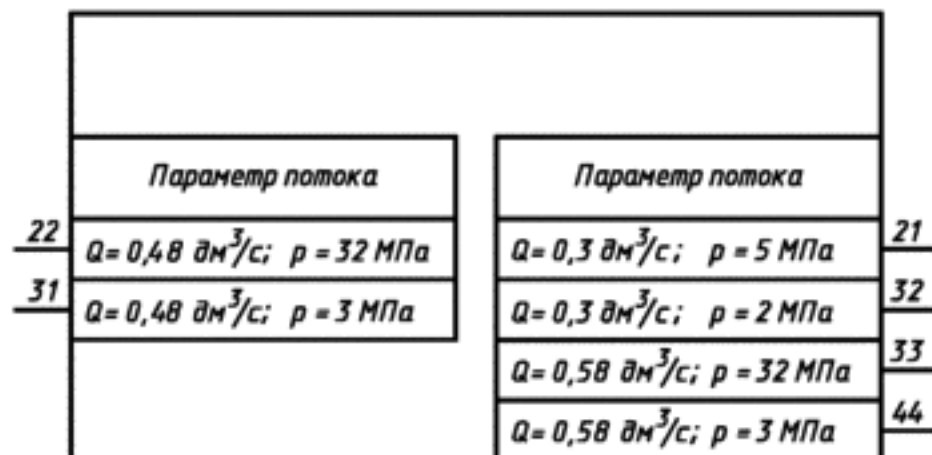 Параметр потока
22
Q= 0,48 дм³/с; р = 32 МПа
31
Q= 0,48 дм³/с; р = 3 МПа
Параметр потока
Q= 0,3 дм³/с; р = 5 МПа
21
Q= 0,3 дм³/с; р = 2 МПа
32
Q= 0,58 дм³/с; р = 32 МПа
33
Q= 0,58 дм³/с; р = 3 МПа
44